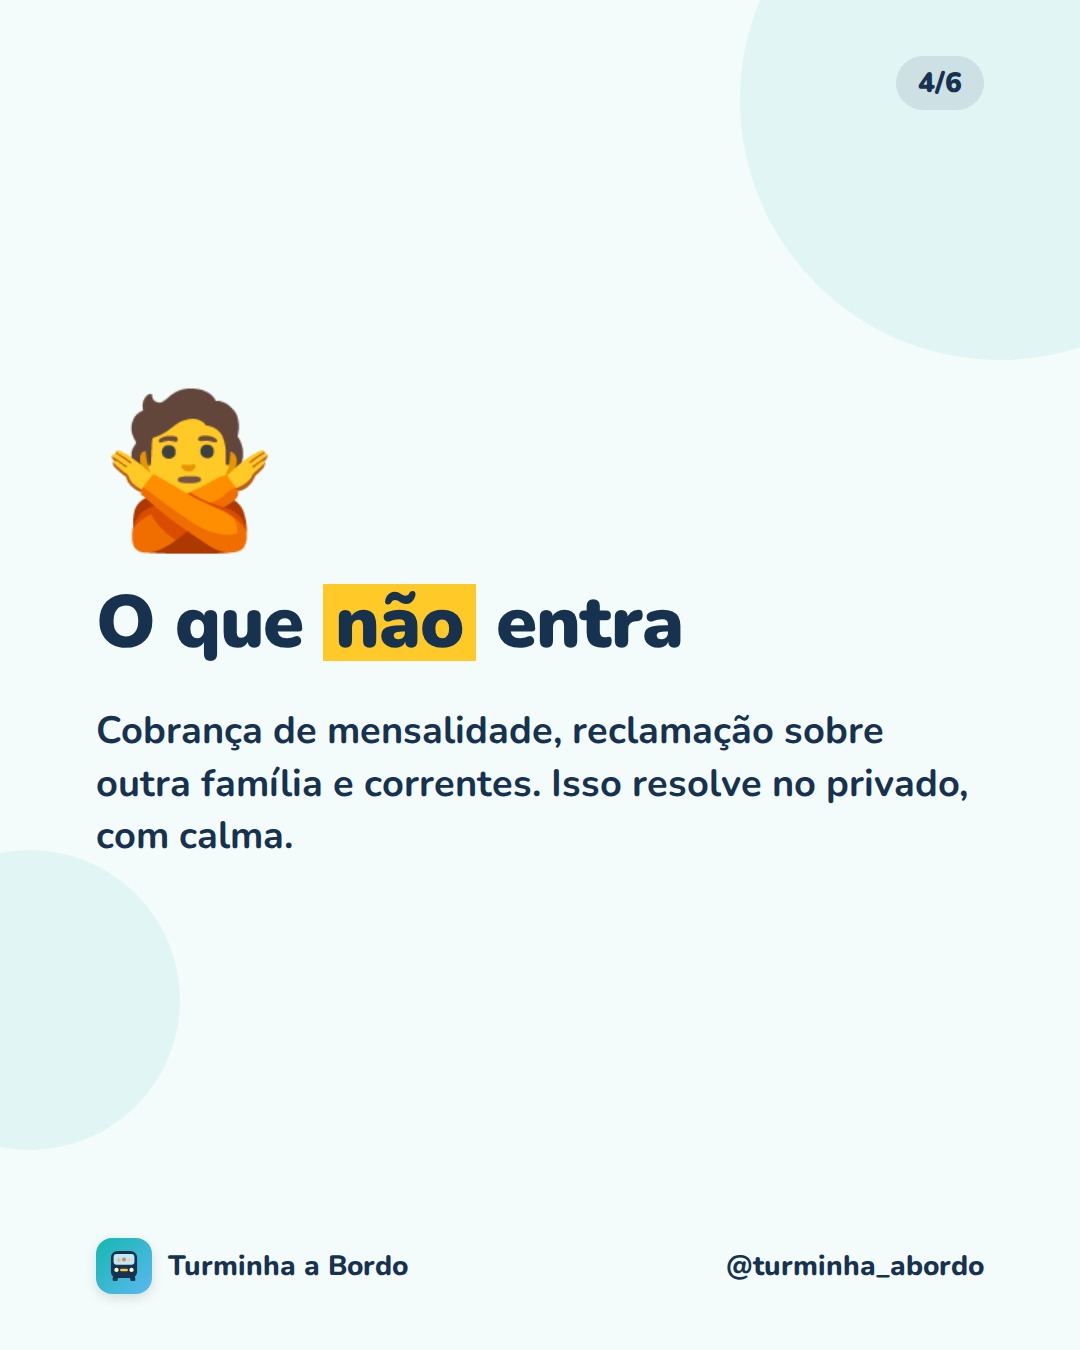 4/6
O que não entra
Cobrança de mensalidade, reclamação sobre
outra família e correntes. Isso resolve no privado,
com calma.
Turminha a Bordo
@turminha_abordo